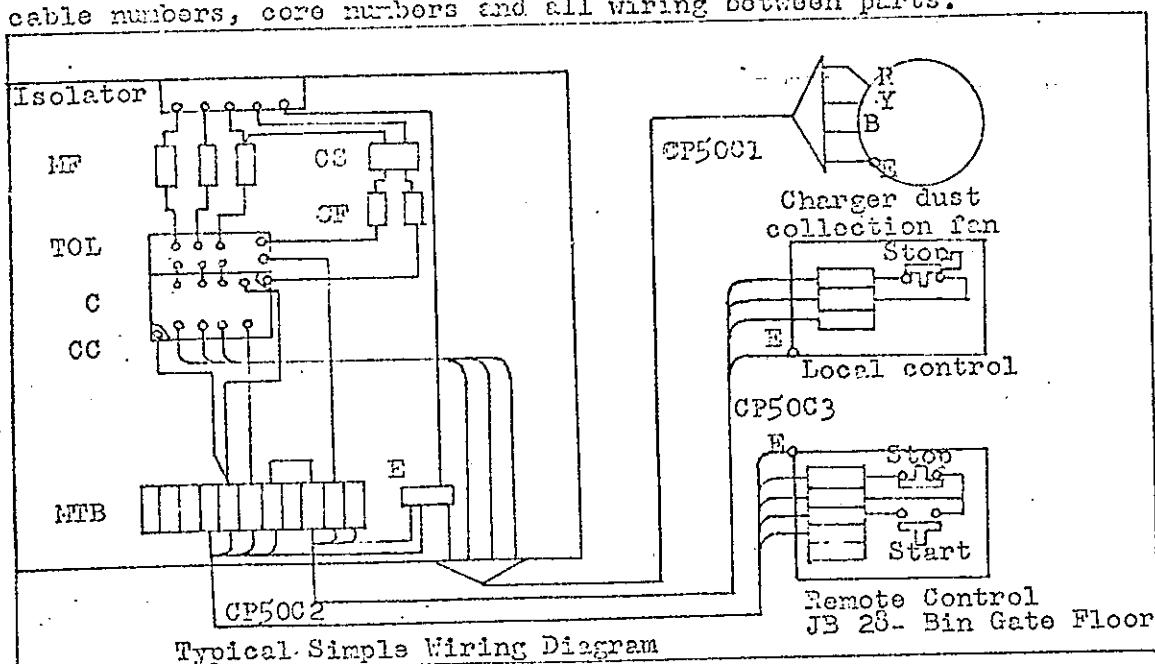 cable numbers, core numbers and all wiring between parts.
Isolator
MF
CS
CF
TOL
C
CC
E
MTB
CP50C2
CP50C1
R
Y
B
E
Charger dust
collection fan
Stop
E
Local control
CP50C3
E
Stop
Start
Remote Control
JB 28- Bin Gate Floor
Typical Simple Wiring Diagram